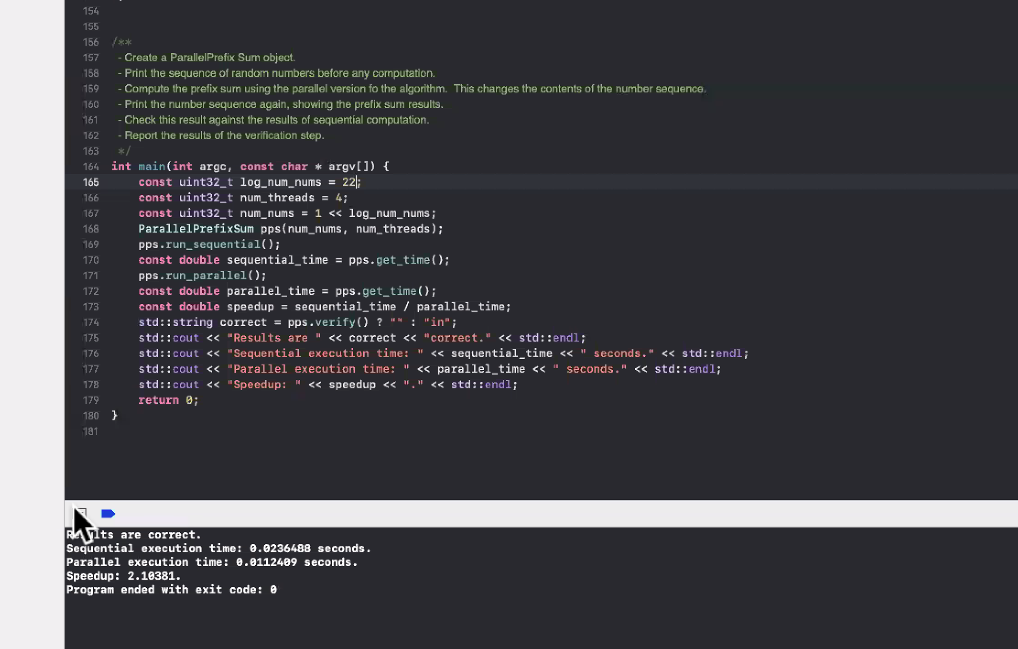 154
155
156 /**
157 - Create a ParallelPrefix Sum object.
158 - Print the sequence of random numbers before any computation.
159 - Compute the prefix sum using the parallel version fo the algorithm.  This changes the contents of the number sequence.
160 - Print the number sequence again, showing the prefix sum results.
161 - Check this result against the results of sequential computation.
162 - Report the results of the verification step.
163 */
164 int main(int argc, const char * argv[]) {
165 const uint32_t log_num_nums = 22;
166 const uint32_t num_threads = 4;
167 const uint32_t num_nums = 1 << log_num_nums;
168 ParallelPrefixSum pps(num_nums, num_threads);
169 pps.run_sequential();
170 const double sequential_time = pps.get_time();
171 pps.run_parallel();
172 const double parallel_time = pps.get_time();
173 const double speedup = sequential_time / parallel_time;
174 std::string correct = pps.verify() ? "" : "in";
175 std::cout << "Results are " << correct << "correct." << std::endl;
176 std::cout << "Sequential execution time: " << sequential_time << " seconds." << std::endl;
177 std::cout << "Parallel execution time: " << parallel_time << " seconds." << std::endl;
178 std::cout << "Speedup: " << speedup << "." << std::endl;
179 return 0;
180 }
181
Results are correct.
Sequential execution time: 0.0236488 seconds.
Parallel execution time: 0.0112409 seconds.
Speedup: 2.10381.
Program ended with exit code: 0